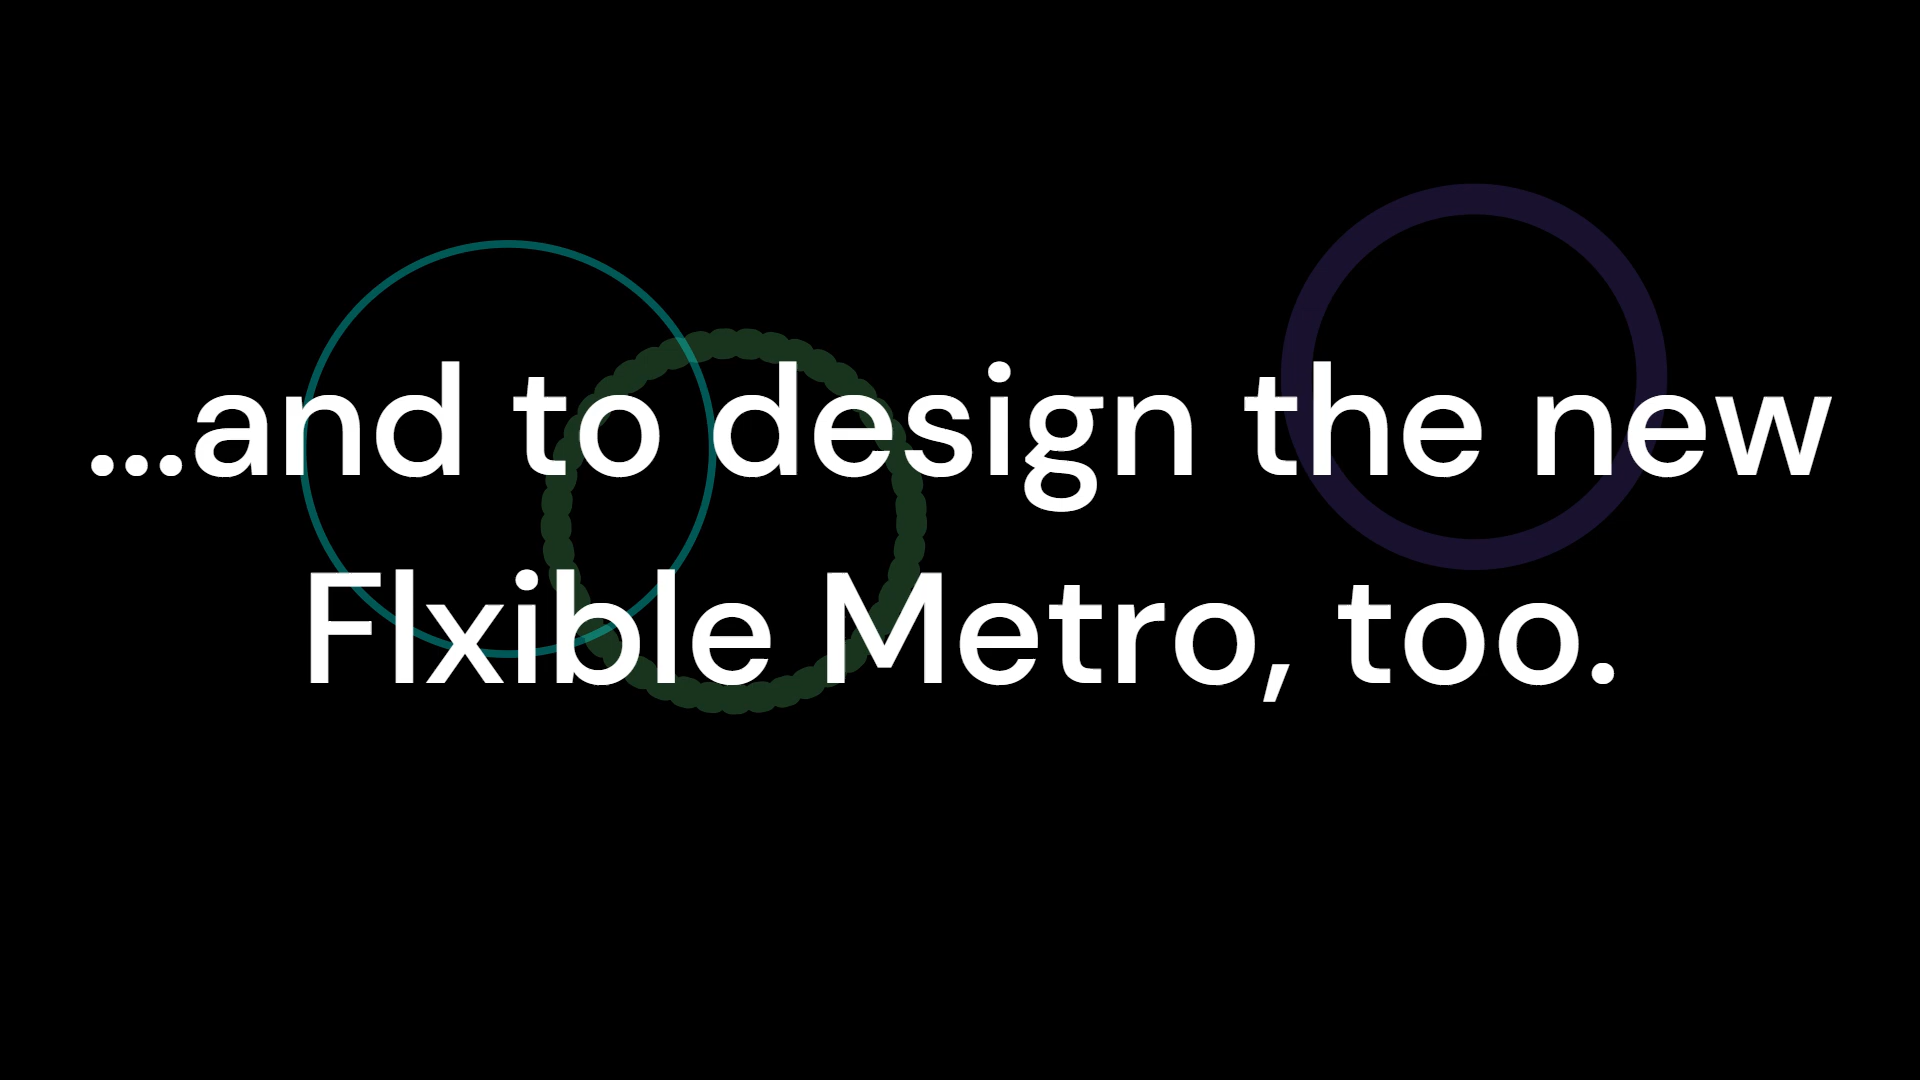 ...and to design the new
Flxible Metro, too.